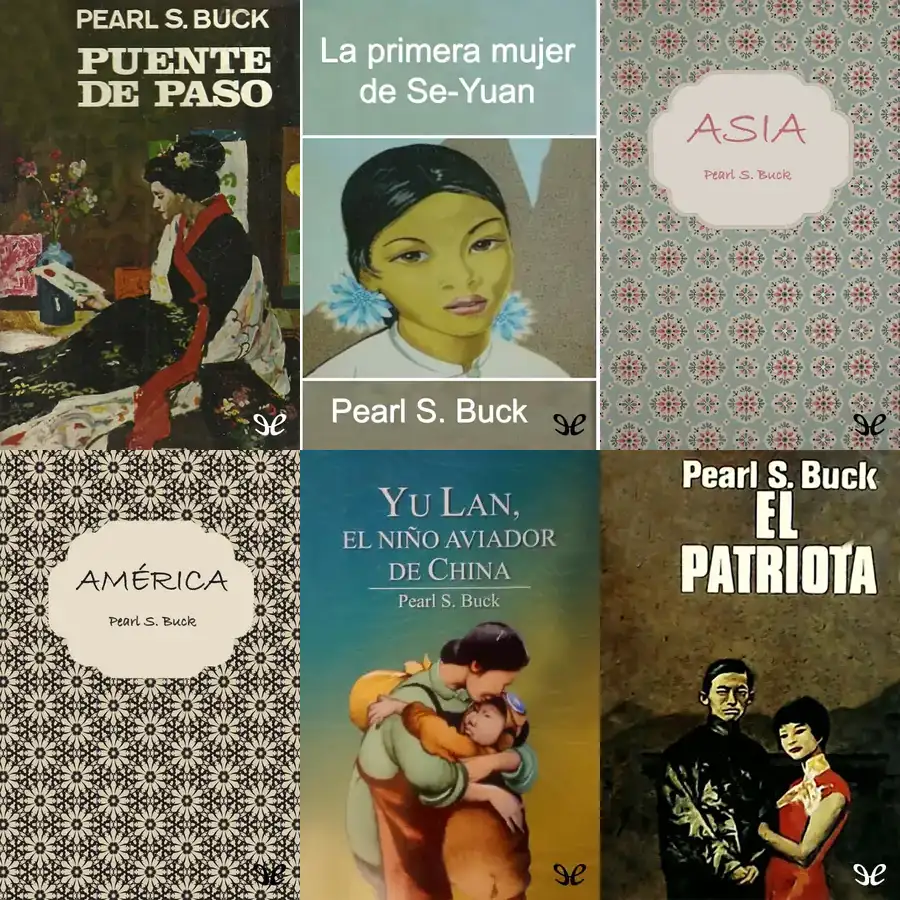 PEARL S. BUCK
PUENTE
DE PASO
La primera mujer
de Se-Yuan
Pearl S. Buck
ASIA
Pearl S. Buck
AMÉRICA
Pearl S. Buck
YU LAN,
EL NIÑO AVIADOR
DE CHINA
Pearl S. Buck
Pearl S. Buck
EL
PATRIOTA